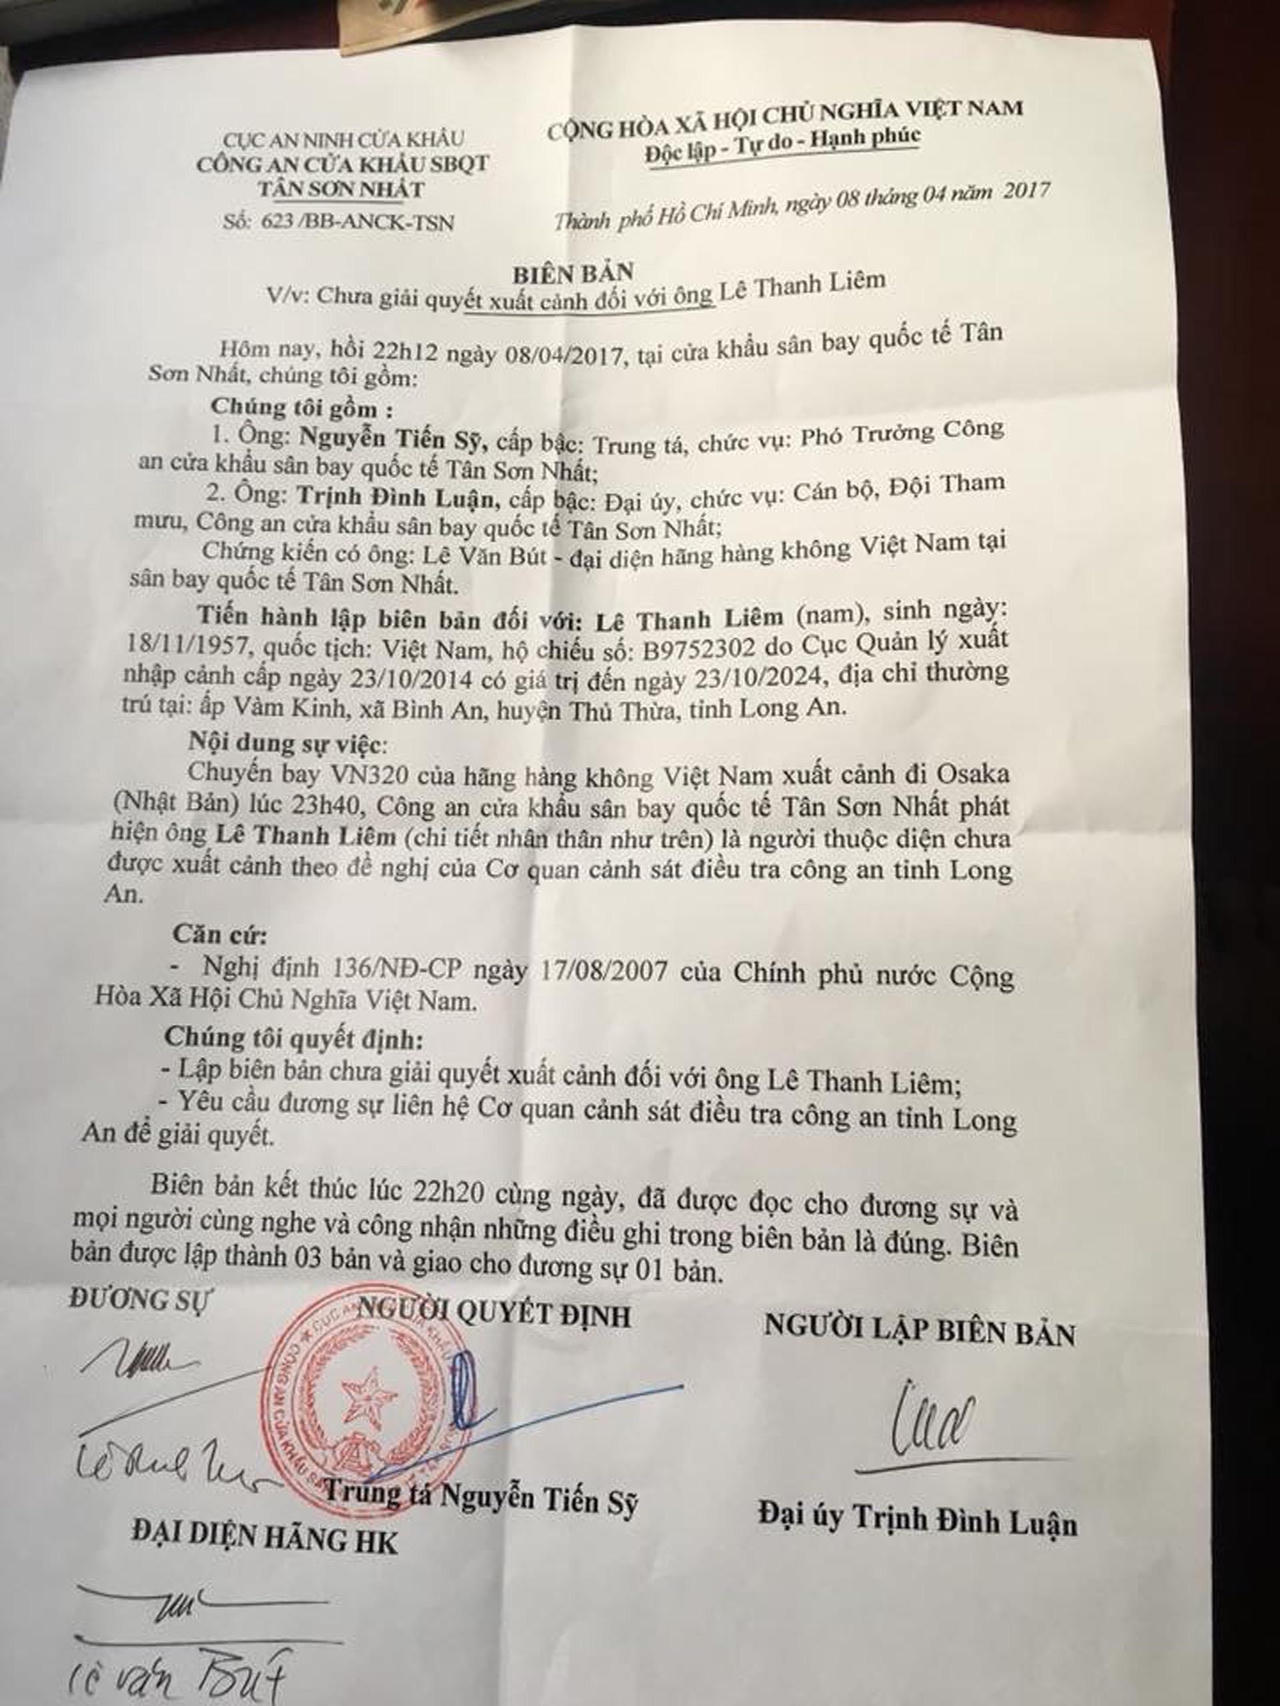 CỤC AN NINH CỬA KHẨU
CÔNG AN CỬA KHẨU SBQT
TÂN SƠN NHẤT
Số: 623 /BB-ANCK-TSN
CỘNG HÒA XÃ HỘI CHỦ NGHĨA VIỆT NAM
Độc lập - Tự do - Hạnh phúc
Thành phố Hồ Chí Minh, ngày 08 tháng 04 năm 2017
BIÊN BẢN
V/v: Chưa giải quyết xuất cảnh đối với ông Lê Thanh Liêm
Hôm nay, hồi 22h12 ngày 08/04/2017, tại cửa khẩu sân bay quốc tế Tân
Sơn Nhất, chúng tôi gồm:
Chúng tôi gồm :
1. Ông: Nguyễn Tiến Sỹ, cấp bậc: Trung tá, chức vụ: Phó Trưởng Công
an cửa khẩu sân bay quốc tế Tân Sơn Nhất;
2. Ông: Trịnh Đình Luận, cấp bậc: Đại úy, chức vụ: Cán bộ, Đội Tham
mưu, Công an cửa khẩu sân bay quốc tế Tân Sơn Nhất;
Chứng kiến có ông: Lê Văn Bút - đại diện hãng hàng không Việt Nam tại
sân bay quốc tế Tân Sơn Nhất.
Tiến hành lập biên bản đối với: Lê Thanh Liêm (nam), sinh ngày:
18/11/1957, quốc tịch: Việt Nam, hộ chiếu số: B9752302 do Cục Quản lý xuất
nhập cảnh cấp ngày 23/10/2014 có giá trị đến ngày 23/10/2024, địa chỉ thường
trú tại: ấp Vàm Kinh, xã Bình An, huyện Thủ Thừa, tỉnh Long An.
Nội dung sự việc:
Chuyến bay VN320 của hãng hàng không Việt Nam xuất cảnh đi Osaka
(Nhật Bản) lúc 23h40, Công an cửa khẩu sân bay quốc tế Tân Sơn Nhất phát
hiện ông Lê Thanh Liêm (chi tiết nhân thân như trên) là người thuộc diện chưa
được xuất cảnh theo đề nghị của Cơ quan cảnh sát điều tra công an tỉnh Long
An.
Căn cứ:
- Nghị định 136/NĐ-CP ngày 17/08/2007 của Chính phủ nước Cộng
Hòa Xã Hội Chủ Nghĩa Việt Nam.
Chúng tôi quyết định:
- Lập biên bản chưa giải quyết xuất cảnh đối với ông Lê Thanh Liêm;
- Yêu cầu đương sự liên hệ Cơ quan cảnh sát điều tra công an tỉnh Long
An để giải quyết.
Biên bản kết thúc lúc 22h20 cùng ngày, đã được đọc cho đương sự và
mọi người cùng nghe và công nhận những điều ghi trong biên bản là đúng. Biên
bản được lập thành 03 bản và giao cho đương sự 01 bản.
ĐƯƠNG SỰ
NGƯỜI QUYẾT ĐỊNH
NGƯỜI LẬP BIÊN BẢN
Trung tá Nguyễn Tiến Sỹ
Đại úy Trịnh Đình Luận
ĐẠI DIỆN HÃNG HK
Lê Văn Bút